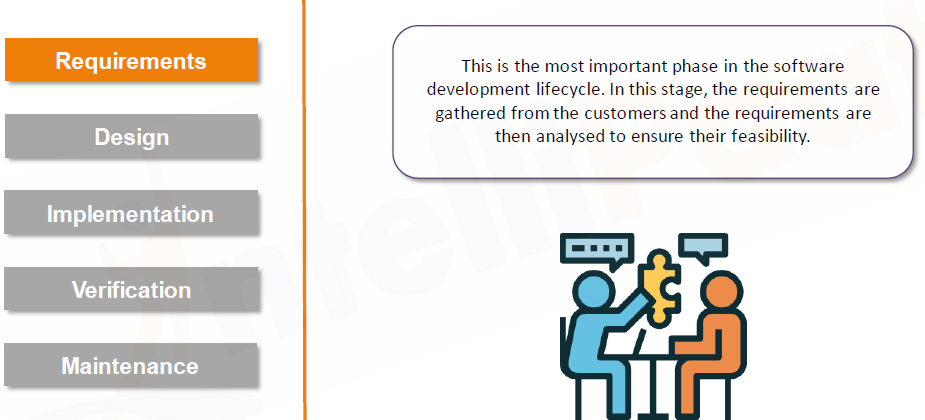 Requirements
Design
Implementation
Verification
Maintenance
This is the most important phase in the software
development lifecycle. In this stage, the requirements are
gathered from the customers and the requirements are
then analysed to ensure their feasibility.